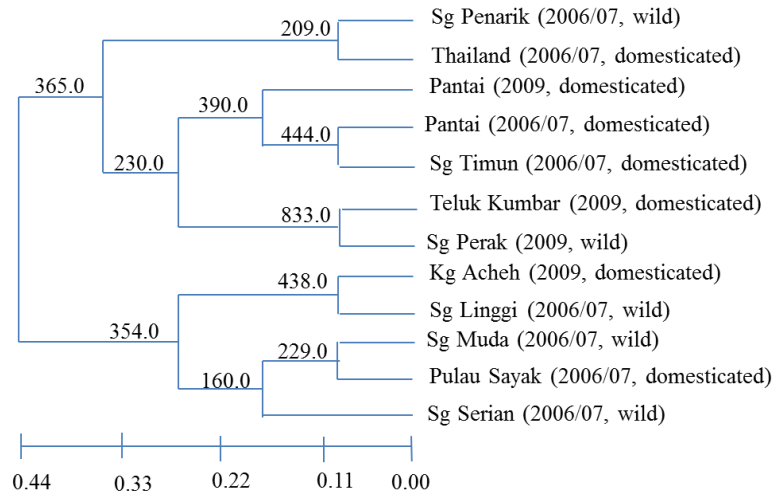 209.0
Sg Penarik (2006/07, wild)
Thailand (2006/07, domesticated)
365.0
390.0
Pantai (2009, domesticated)
444.0
Pantai (2006/07, domesticated)
230.0
Sg Timun (2006/07, domesticated)
833.0
Teluk Kumbar (2009, domesticated)
Sg Perak (2009, wild)
438.0
Kg Acheh (2009, domesticated)
Sg Linggi (2006/07, wild)
354.0
229.0
Sg Muda (2006/07, wild)
160.0
Pulau Sayak (2006/07, domesticated)
Sg Serian (2006/07, wild)
0.44 0.33 0.22 0.11 0.00